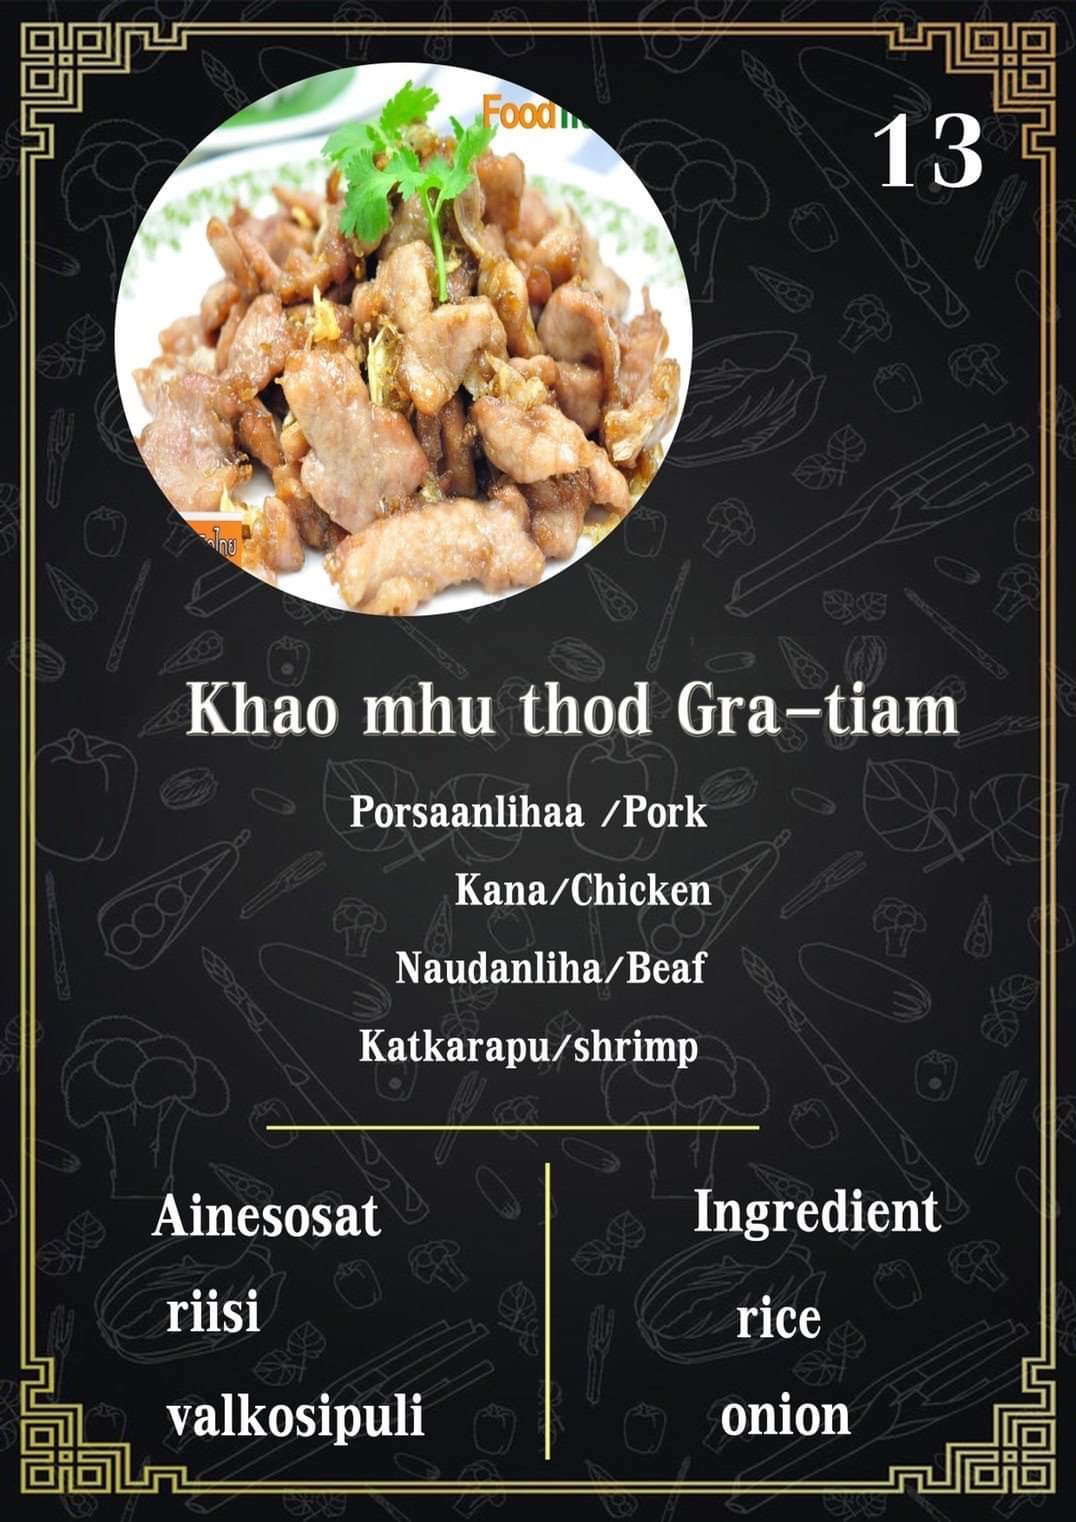 Food
13
Khao mhu thod Gra-tiam
Porsaanlihaa /Pork
Kana/Chicken
Naudanliha/Beaf
Katkarapu/shrimp
Ainesosat
Ingredient
riisi
rice
valkosipuli
onion